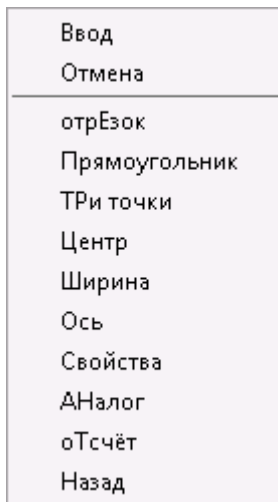 Ввод
Отмена
отрЕзок
Прямоугольник
ТРи точки
Центр
Ширина
Ось
Свойства
АНалог
оТсчёт
Назад